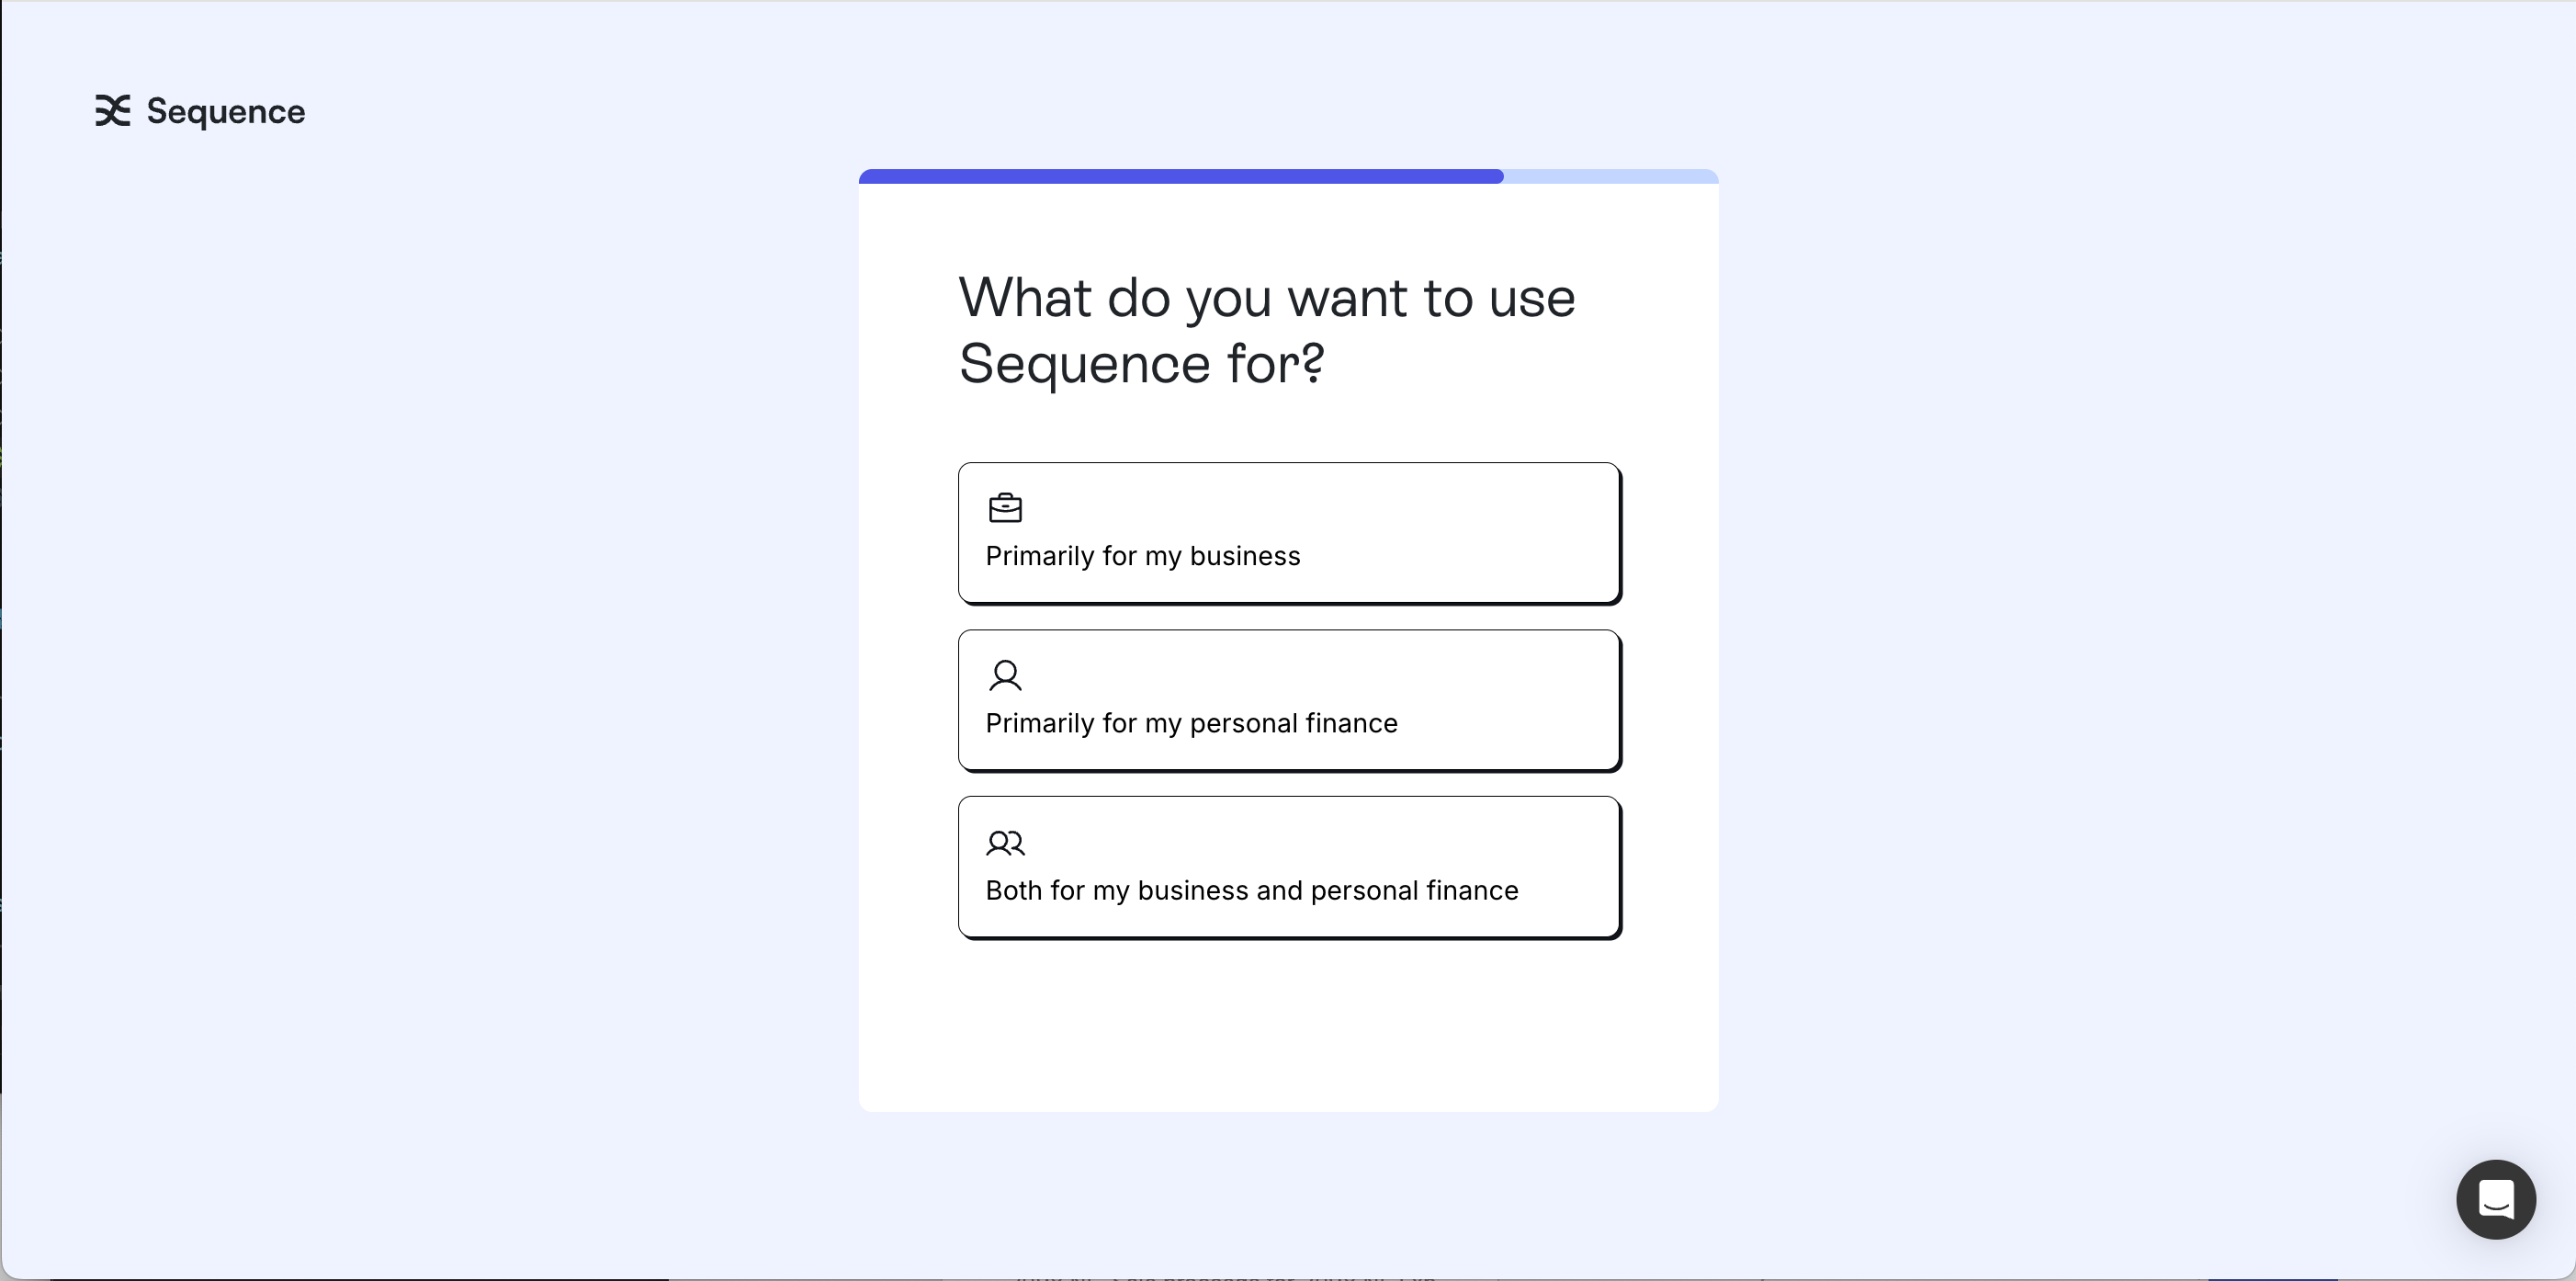 Sequence
What do you want to use
Sequence for?
Primarily for my business
Primarily for my personal finance
Both for my business and personal finance